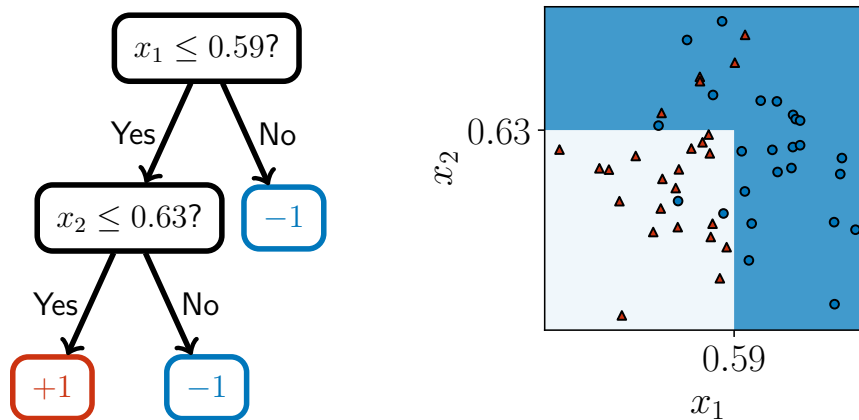 x₁ ≤ 0.59?
Yes
No
x₂ ≤ 0.63?
−1
Yes
No
+1
−1
0.63
x₂
0.59
x₁